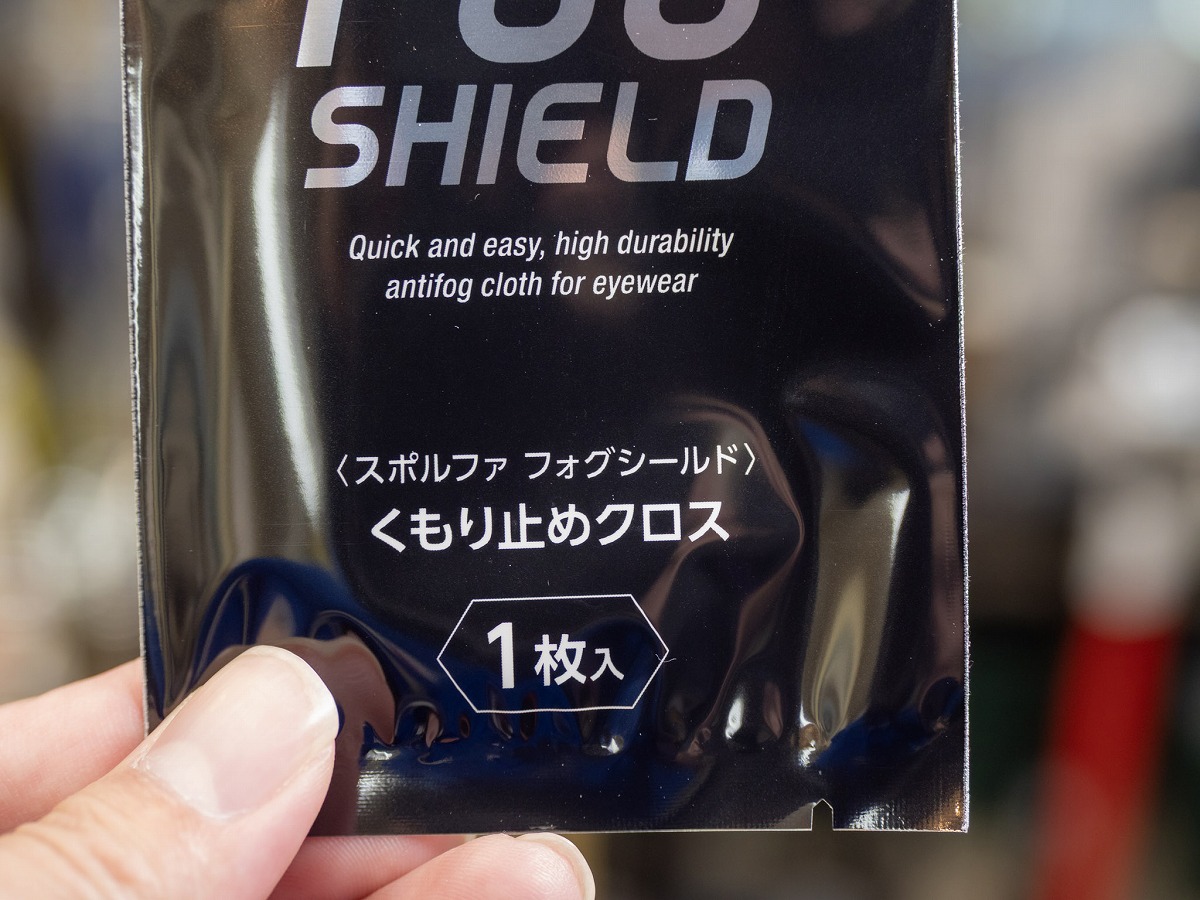 FOG
SHIELD
Quick and easy, high durability
antifog cloth for eyewear
〈スポルファ フォグシールド〉
くもり止めクロス
1枚入